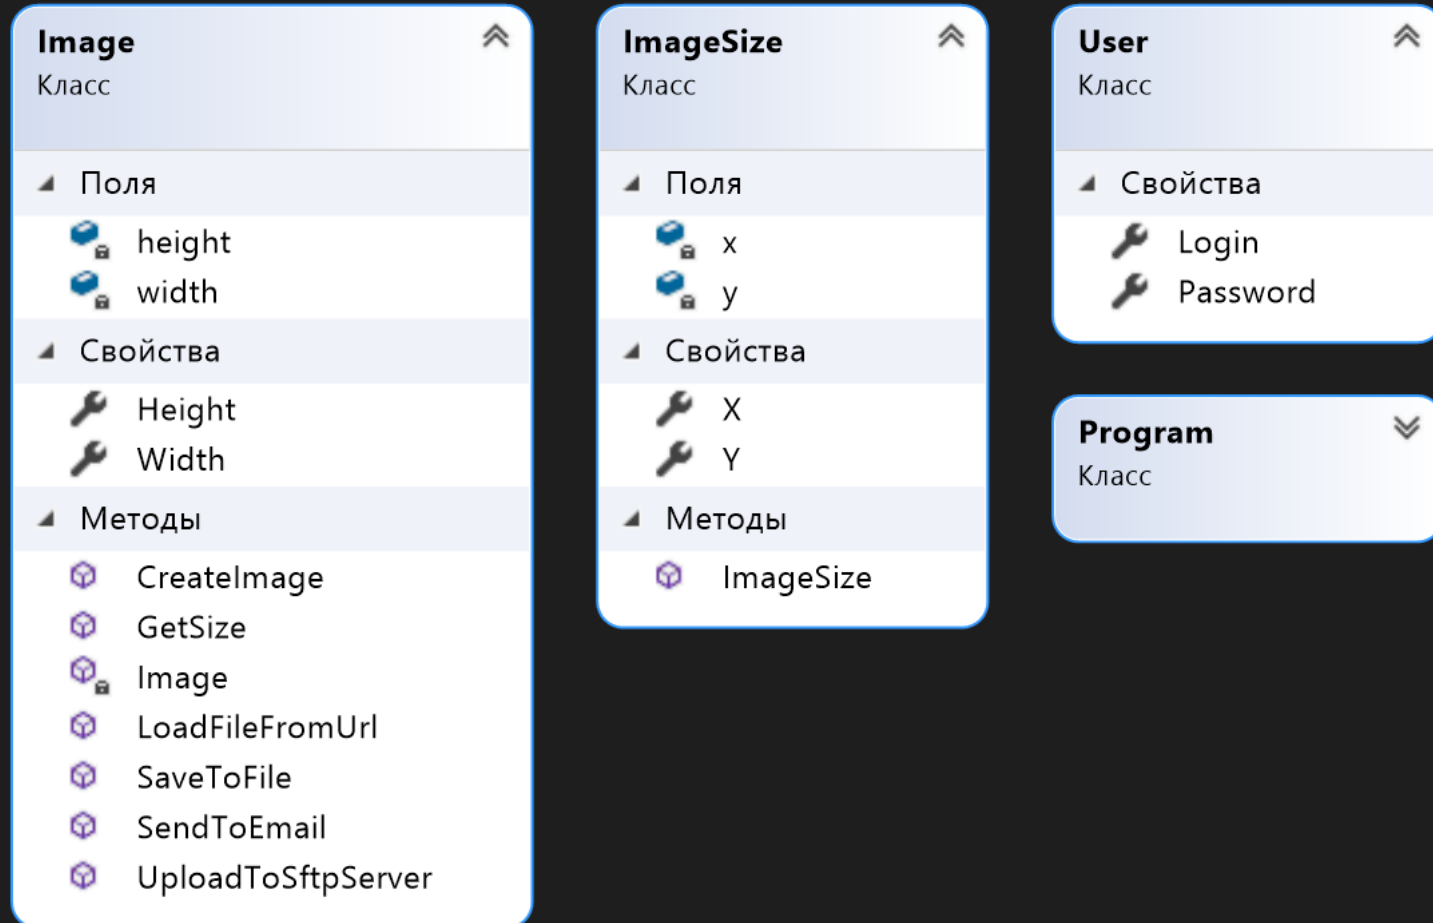 Image
Класс
Поля
height
width
Свойства
Height
Width
Методы
CreateImage
GetSize
Image
LoadFileFromUrl
SaveToFile
SendToEmail
UploadToSftpServer
ImageSize
Класс
Поля
x
y
Свойства
X
Y
Методы
ImageSize
User
Класс
Свойства
Login
Password
Program
Класс